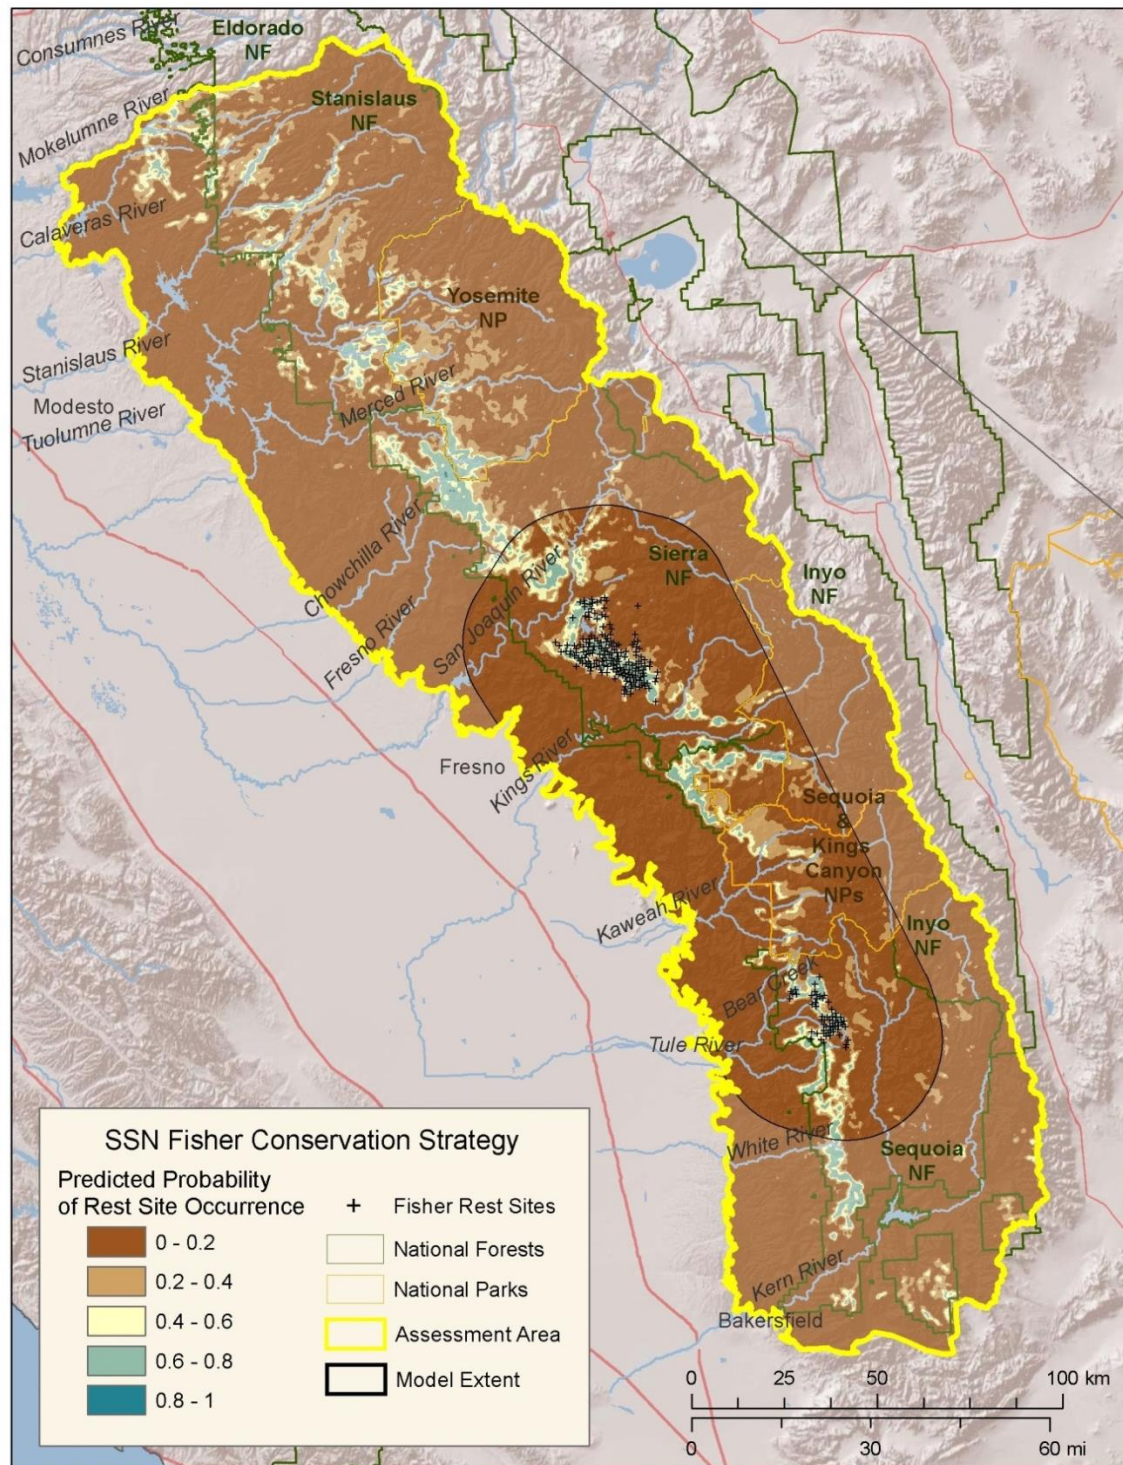 Consumnes River
Eldorado
NF
Mokelumne River
Stanislaus
NF
Calaveras River
Yosemite
NP
Stanislaus River
Merced River
Modesto
Tuolumne River
Chowchilla River
Sierra
NF
Inyo
NF
San Joaquin River
Fresno River
Fresno
Kings River
Sequoia
&
Kings
Canyon
NPs
Kaweah River
Inyo
NF
Bear Creek
Tule River
White River
Sequoia
NF
Kern River
Bakersfield
SSN Fisher Conservation Strategy
Predicted Probability
of Rest Site Occurrence
0 - 0.2
0.2 - 0.4
0.4 - 0.6
0.6 - 0.8
0.8 - 1
Fisher Rest Sites
National Forests
National Parks
Assessment Area
Model Extent
0 25 50 100 km
0 30 60 mi